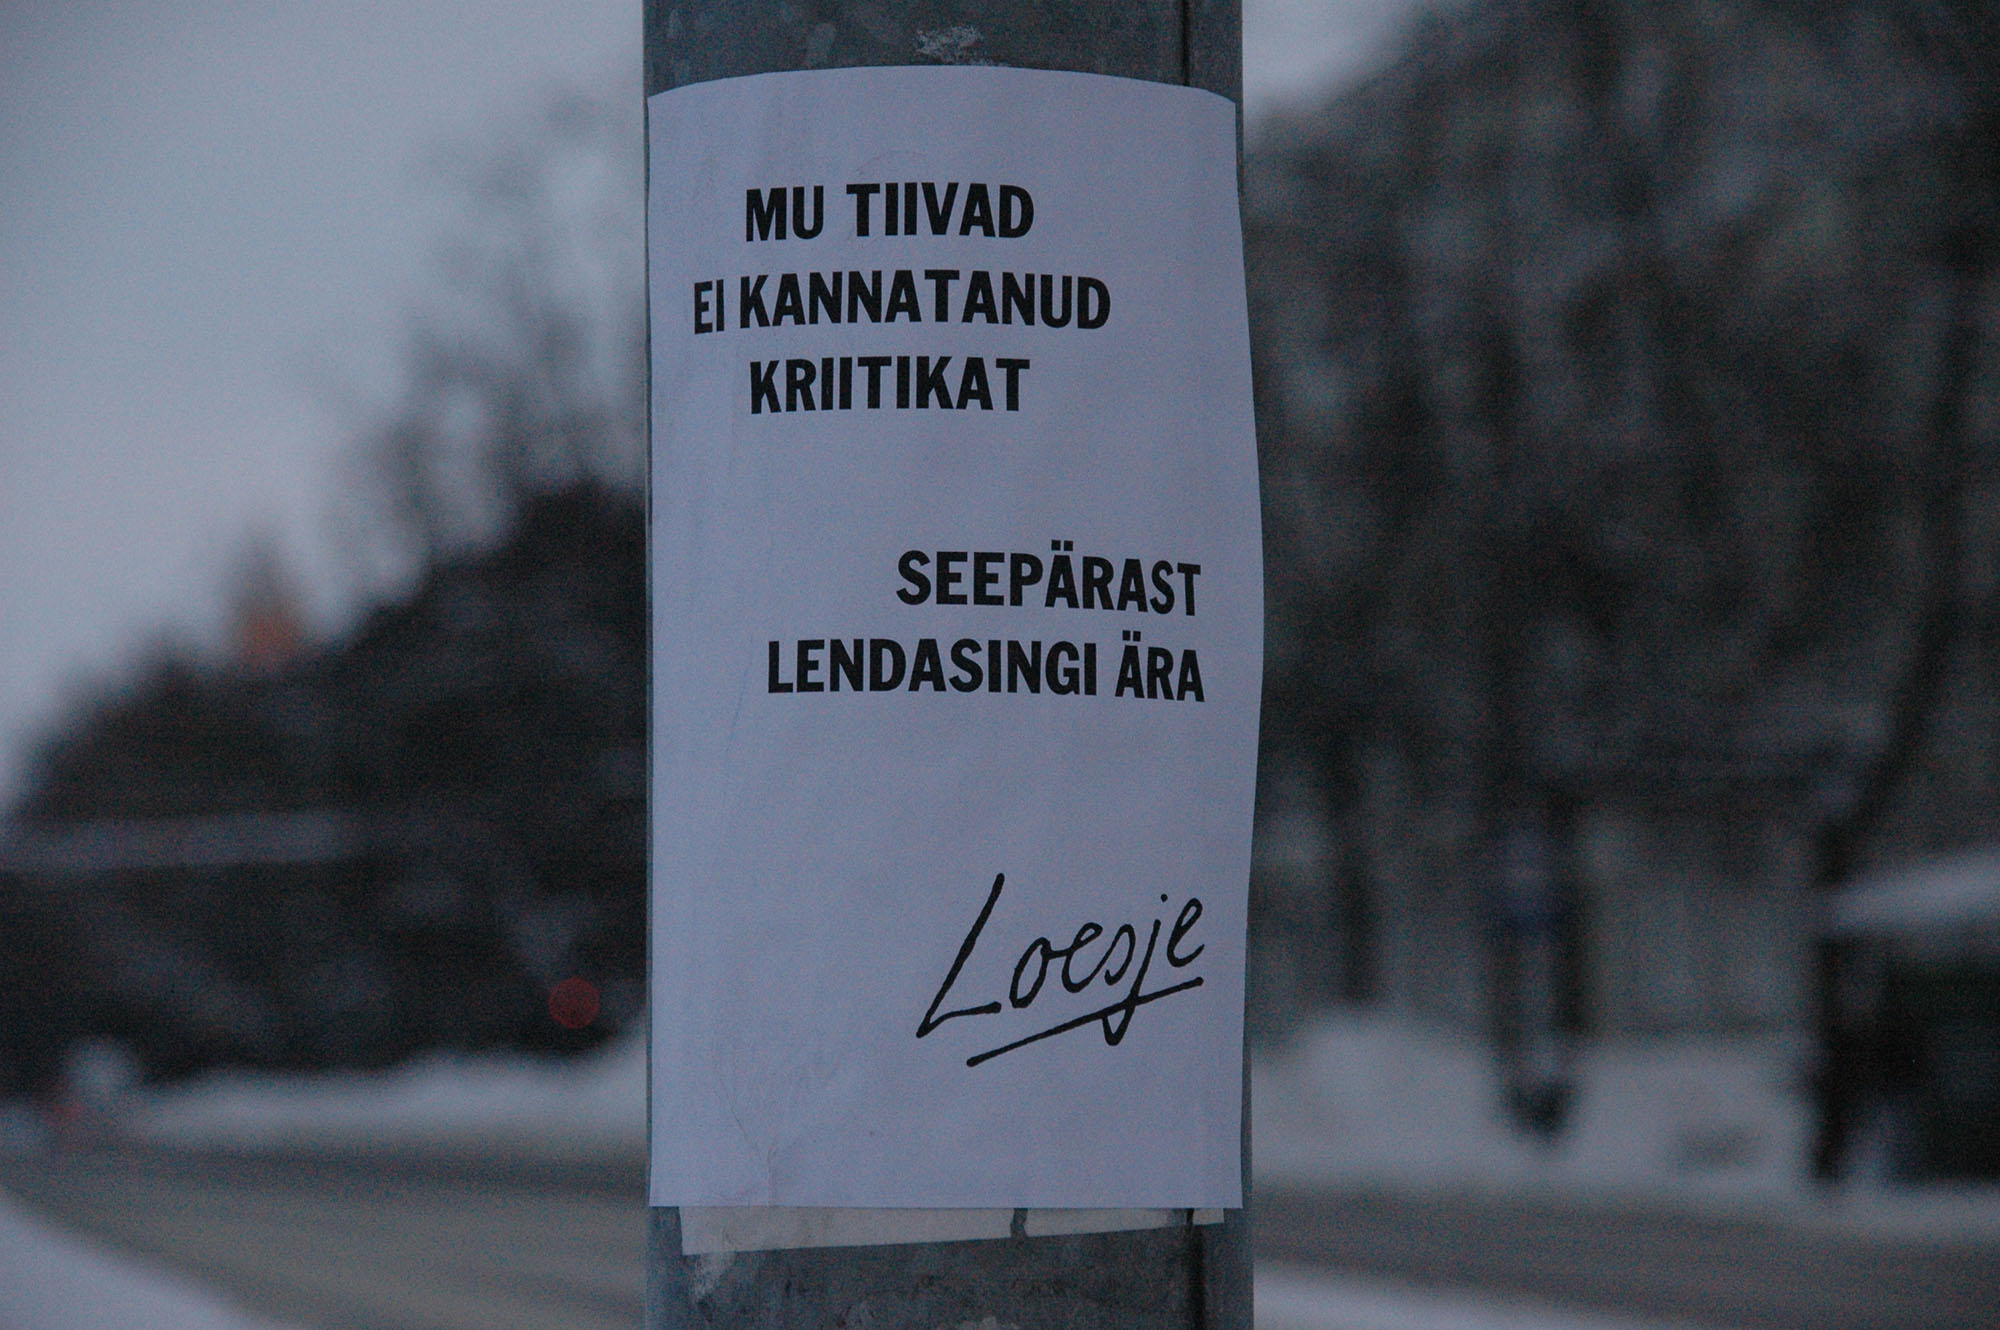 MU TIIVAD
EI KANNATANUD
KRIITIKAT
SEEPÄRAST
LENDASINGI ÄRA
Loesje